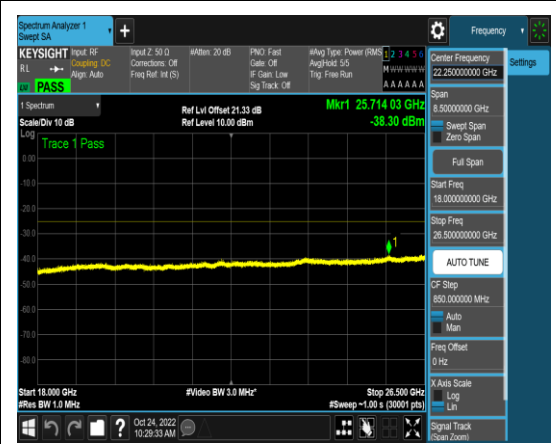 Spectrum Analyzer 1
Swept SA
Frequency
KEYSIGHT
Input: RF
Input Z: 50 Ω
#Atten: 20 dB
PNO: Fast
#Avg Type: Power (RMS
1 2 3 4 5 6
RL
Coupling: DC
Corrections: Off
Gate: Off
Avg|Hold: 5/5
M W W W W W
Align: Auto
Freq Ref: Int (S)
IF Gain: Low
Trig: Free Run
A A A A A A
PASS
Sig Track: Off
Settings
Center Frequency
22.250000000 GHz
Span
8.50000000 GHz
Swept Span
Zero Span
Full Span
Start Freq
18.000000000 GHz
Stop Freq
26.500000000 GHz
AUTO TUNE
CF Step
850.000000 MHz
Auto
Man
Freq Offset
0 Hz
X Axis Scale
Log
Lin
Signal Track
(Span Zoom)
1 Spectrum
Ref Lvl Offset 21.33 dB
Mkr1 25.714 03 GHz
Scale/Div 10 dB
Ref Level 10.00 dBm
-38.30 dBm
Log
Trace 1 Pass
0.00
-10.0
-20.0
-30.0
-40.0
-50.0
-60.0
-70.0
-80.0
1
Start 18.000 GHz
#Video BW 3.0 MHz*
Stop 26.500 GHz
#Res BW 1.0 MHz
#Sweep ~1.00 s (30001 pts)
Oct 24, 2022
10:29:33 AM